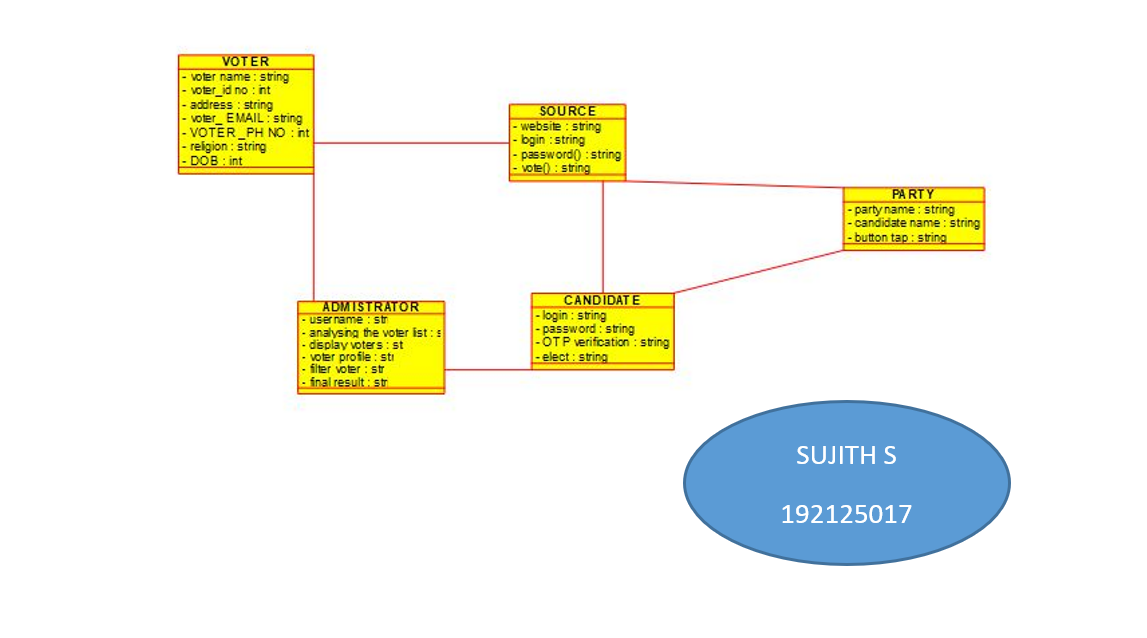 VOTER
- voter name : string
- voter_id no : int
- address : string
- voter_ EMAIL : string
- VOTER_PH NO : int
- religion : string
- DOB : int
SOURCE
- website : string
- login : string
- password() : string
- vote() : string
PARTY
- party name : string
- candidate name : string
- button tap : string
ADMISTRATOR
- username : str
- analysing the voter list : s
- display voters : st
- voter profile : str
- filter voter : str
- final result : str
CANDIDATE
- login : string
- password : string
- OTP verification : string
- elect : string
SUJITH S
192125017